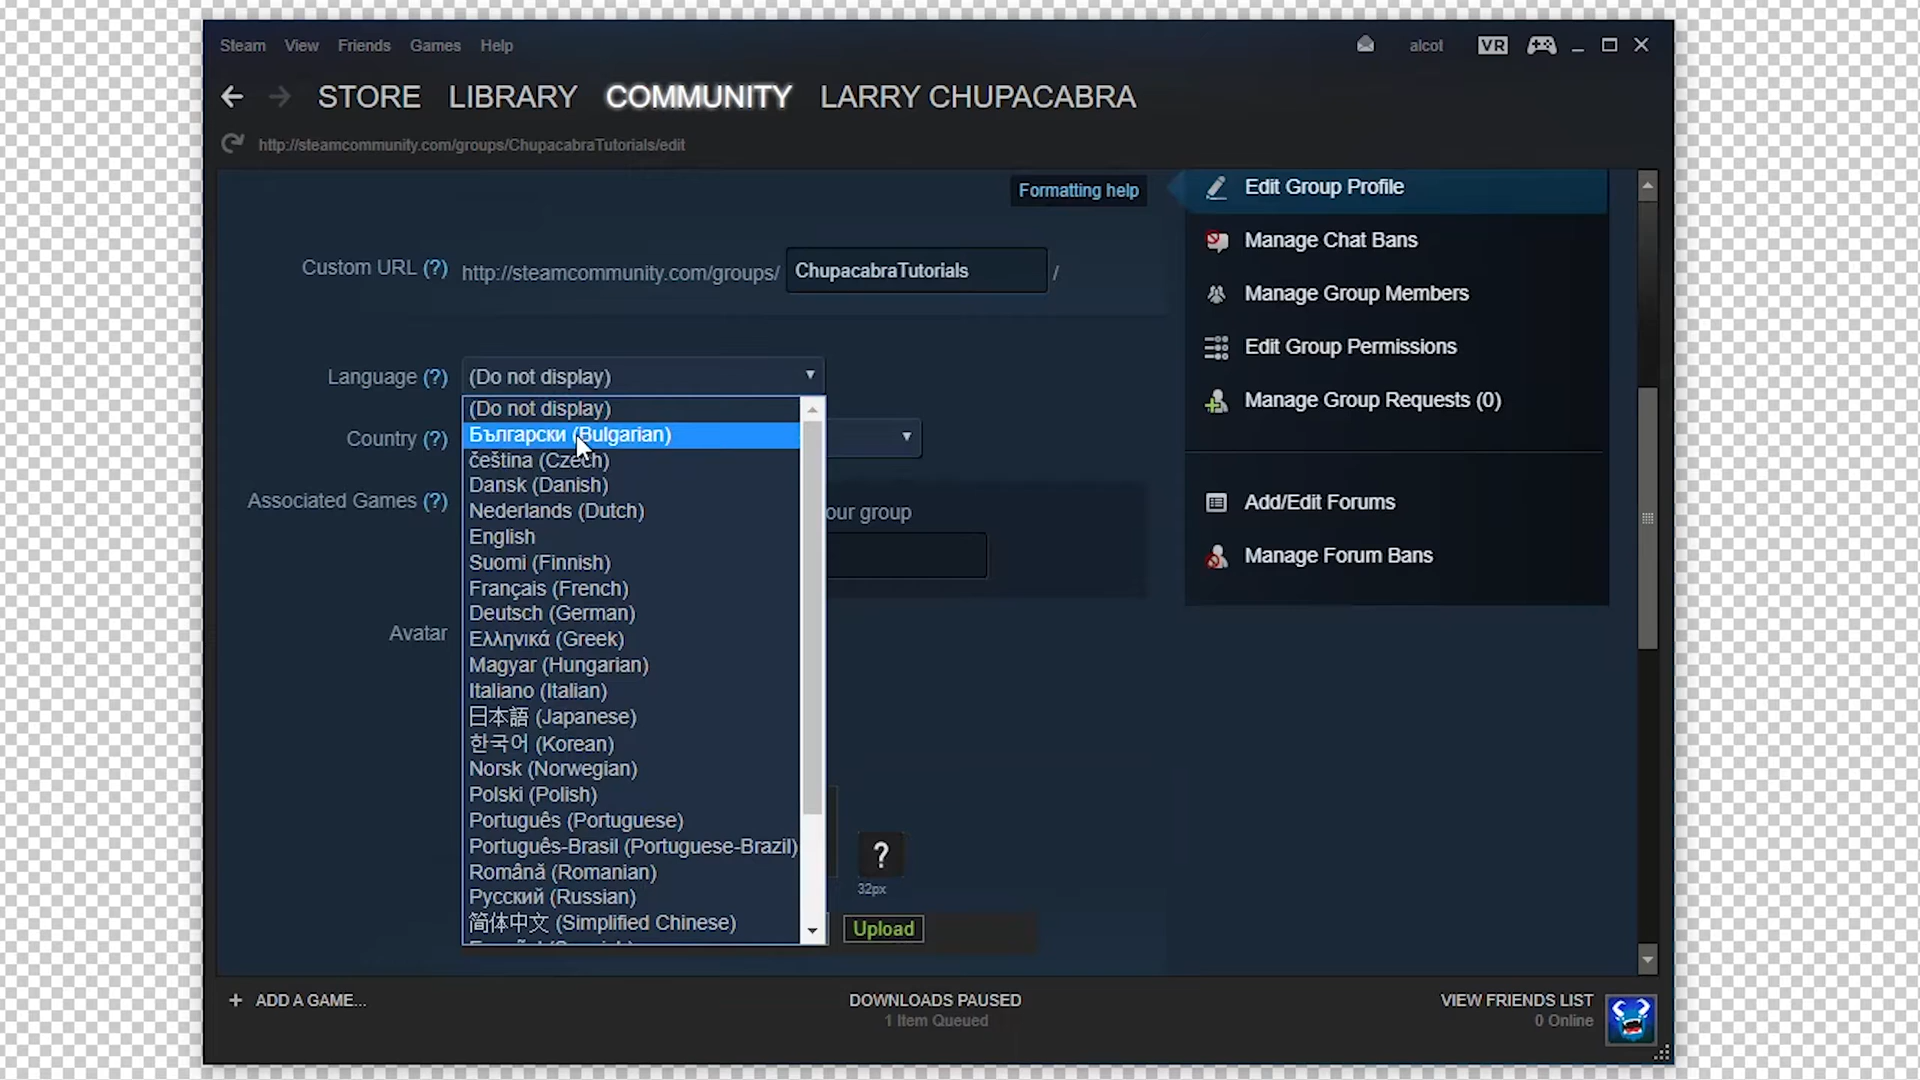 Steam View Friends Games Help
alcot VR
STORE LIBRARY COMMUNITY LARRY CHUPACABRA
http://steamcommunity.com/groups/ChupacabraTutorials/edit
Formatting help
Custom URL (?) http://steamcommunity.com/groups/ ChupacabraTutorials /
Language (?) (Do not display)
(Do not display)
Български (Bulgarian)
čeština (Czech)
Dansk (Danish)
Nederlands (Dutch)
English
Suomi (Finnish)
Français (French)
Deutsch (German)
Ελληνικά (Greek)
Magyar (Hungarian)
Italiano (Italian)
日本語 (Japanese)
한국어 (Korean)
Norsk (Norwegian)
Polski (Polish)
Português (Portuguese)
Português-Brasil (Portuguese-Brazil)
Română (Romanian)
Русский (Russian)
简体中文 (Simplified Chinese)
Country (?)
Associated Games (?)
our group
Avatar
?
32px
Upload
Edit Group Profile
Manage Chat Bans
Manage Group Members
Edit Group Permissions
Manage Group Requests (0)
Add/Edit Forums
Manage Forum Bans
+ ADD A GAME...
DOWNLOADS PAUSED
1 Item Queued
VIEW FRIENDS LIST
0 Online